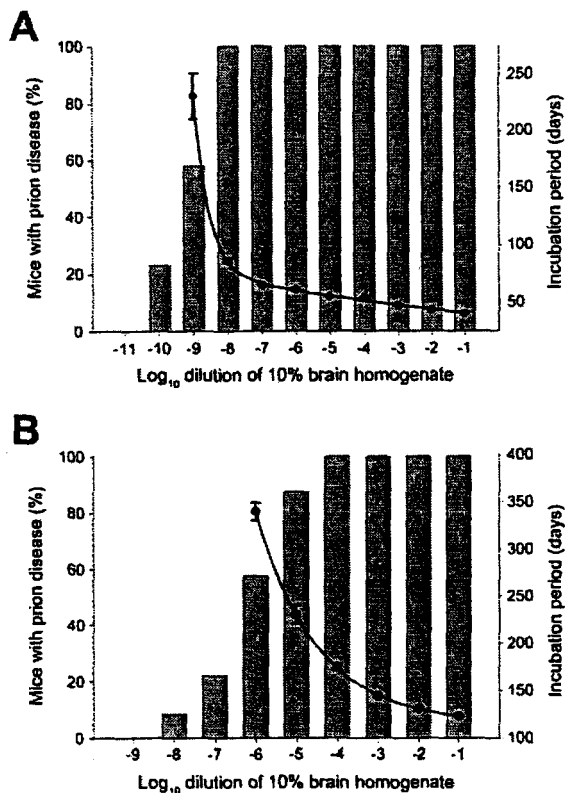 A
Mice with prion disease (%)
100
80
60
40
20
0
250
200
150
100
50
Incubation period (days)
-11 -10 -9 -8 -7 -6 -5 -4 -3 -2 -1
Log10 dilution of 10% brain homogenate
B
Mice with prion disease (%)
100
80
60
40
20
0
400
350
300
250
200
150
100
Incubation period (days)
-9 -8 -7 -6 -5 -4 -3 -2 -1
Log10 dilution of 10% brain homogenate